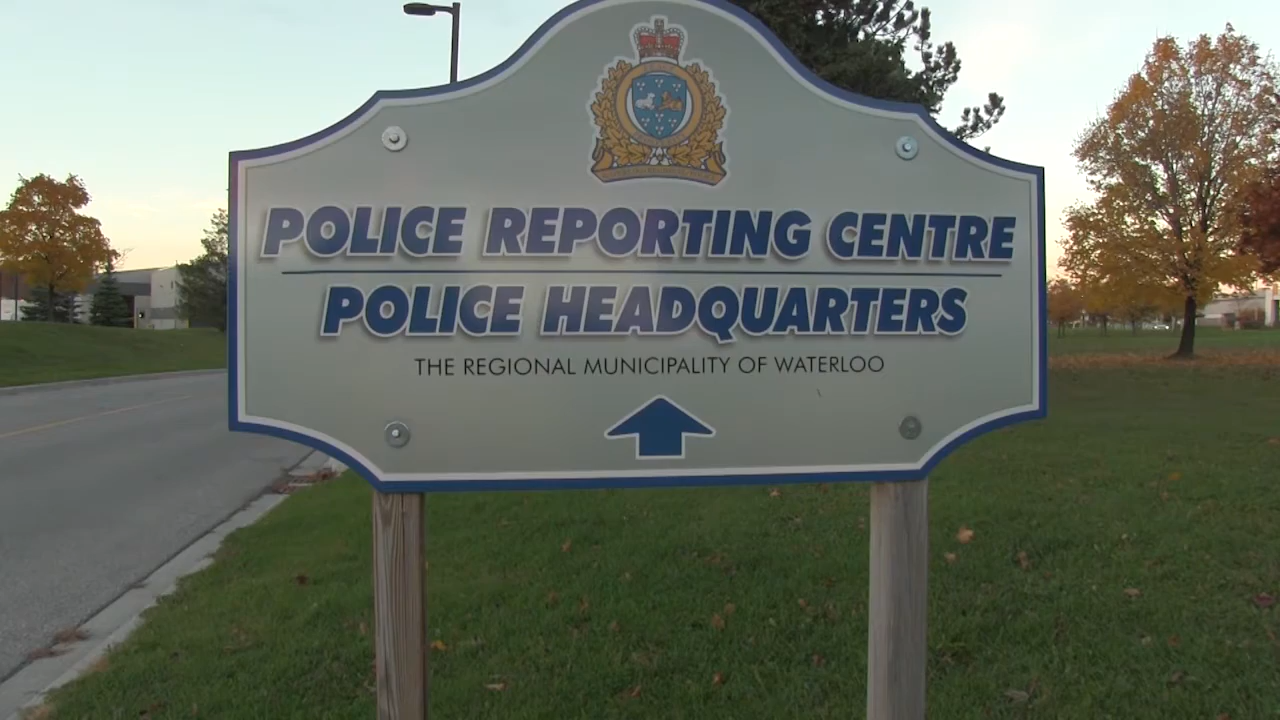 POLICE REPORTING CENTRE
POLICE HEADQUARTERS
THE REGIONAL MUNICIPALITY OF WATERLOO